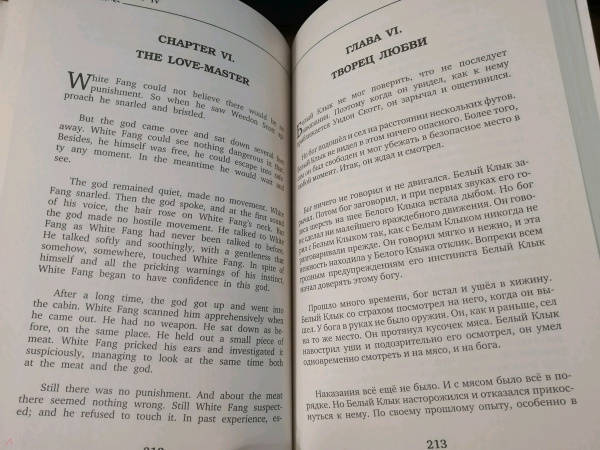 IV
CHAPTER VI.
THE LOVE-MASTER
White Fang could not believe there would be no
punishment. So when he saw Weedon Scott ap-
proach he snarled and bristled.
But the god came over and sat down several feet
away. White Fang could see nothing dangerous in that.
Besides, he himself was free, he could escape into safe-
ty any moment. In the meantime he would wait and
see.
The god remained quiet, made no movement. White
Fang snarled. Then the god spoke, and at the first sound
of his voice, the hair rose on White Fang's neck. But
the god made no hostile movement. He talked to White
Fang as White Fang had never been talked to before.
He talked softly and soothingly, with a gentleness that
somehow, somewhere, touched White Fang. In spite of
himself and all the pricking warnings of his instinct,
White Fang began to have confidence in this god.
After a long time, the god got up and went into
the cabin. White Fang scanned him apprehensively when
he came out. He had no weapon. He sat down as be-
fore, on the same place. He held out a small piece of
meat. White Fang pricked his ears and investigated it
suspiciously, managing to look at the same time both
at the meat and the god.
Still there was no punishment. And about the meat
there seemed nothing wrong. Still White Fang suspect-
ed; and he refused to touch it. In past experience, es-
212
ГЛАВА VI.
ТВОРЕЦ ЛЮБВИ
Белый Клык не мог поверить, что не последует
наказания. Поэтому когда он увидел, как к нему
приближается Уидон Скотт, он зарычал и ощетинился.
Но бог подошёл и сел на расстоянии нескольких футов.
Белый Клык не видел в этом ничего опасного. Более того,
он был свободен и мог убежать в безопасное место в
любой момент. Итак, он ждал и смотрел.
Бог ничего не говорил и не двигался. Белый Клык за-
рычал. Потом бог заговорил, и при первых звуках его го-
лоса шерсть на шее Белого Клыка встала дыбом. Но бог
не сделал ни малейшего враждебного движения. Он гово-
рил с Белым Клыком так, как с Белым Клыком никогда не
разговаривали прежде. Он говорил мягко и нежно, и эта
нежность находила у Белого Клыка отклик. Вопреки всем
грозным предупреждениям его инстинкта Белый Клык
начал доверять этому богу.
Прошло много времени, бог встал и ушёл в хижину.
Белый Клык со страхом посмотрел на него, когда он вы-
шел. У бога в руках не было оружия. Он, как и раньше, сел
на то же место. Он протянул кусочек мяса. Белый Клык
навострил уши и подозрительно его осмотрел, он умел
одновременно смотреть и на мясо, и на бога.
Наказания всё ещё не было. И с мясом было всё в по-
рядке. Но Белый Клык насторожился и отказался прикос-
нуться к нему. По своему прошлому опыту, особенно в
213